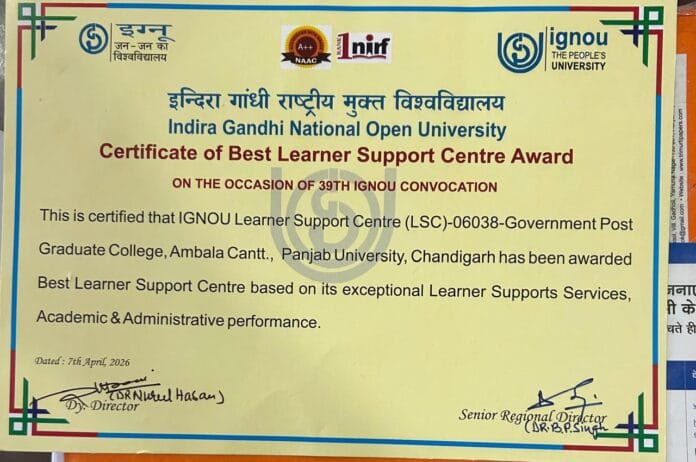 इग्नू
जन-जन का
विश्वविद्यालय
A++
NAAC
RANK 1 nirf
ignou
THE PEOPLE'S
UNIVERSITY
इन्दिरा गांधी राष्ट्रीय मुक्त विश्वविद्यालय
Indira Gandhi National Open University
Certificate of Best Learner Support Centre Award
ON THE OCCASION OF 39TH IGNOU CONVOCATION
This is certified that IGNOU Learner Support Centre (LSC)-06038-Government Post
Graduate College, Ambala Cantt., Panjab University, Chandigarh has been awarded
Best Learner Support Centre based on its exceptional Learner Supports Services,
Academic & Administrative performance.
Dated : 7th April, 2026
(DR Nurul Hasan)
Dy. Director
Senior Regional Director
(DR. B.P. Singh